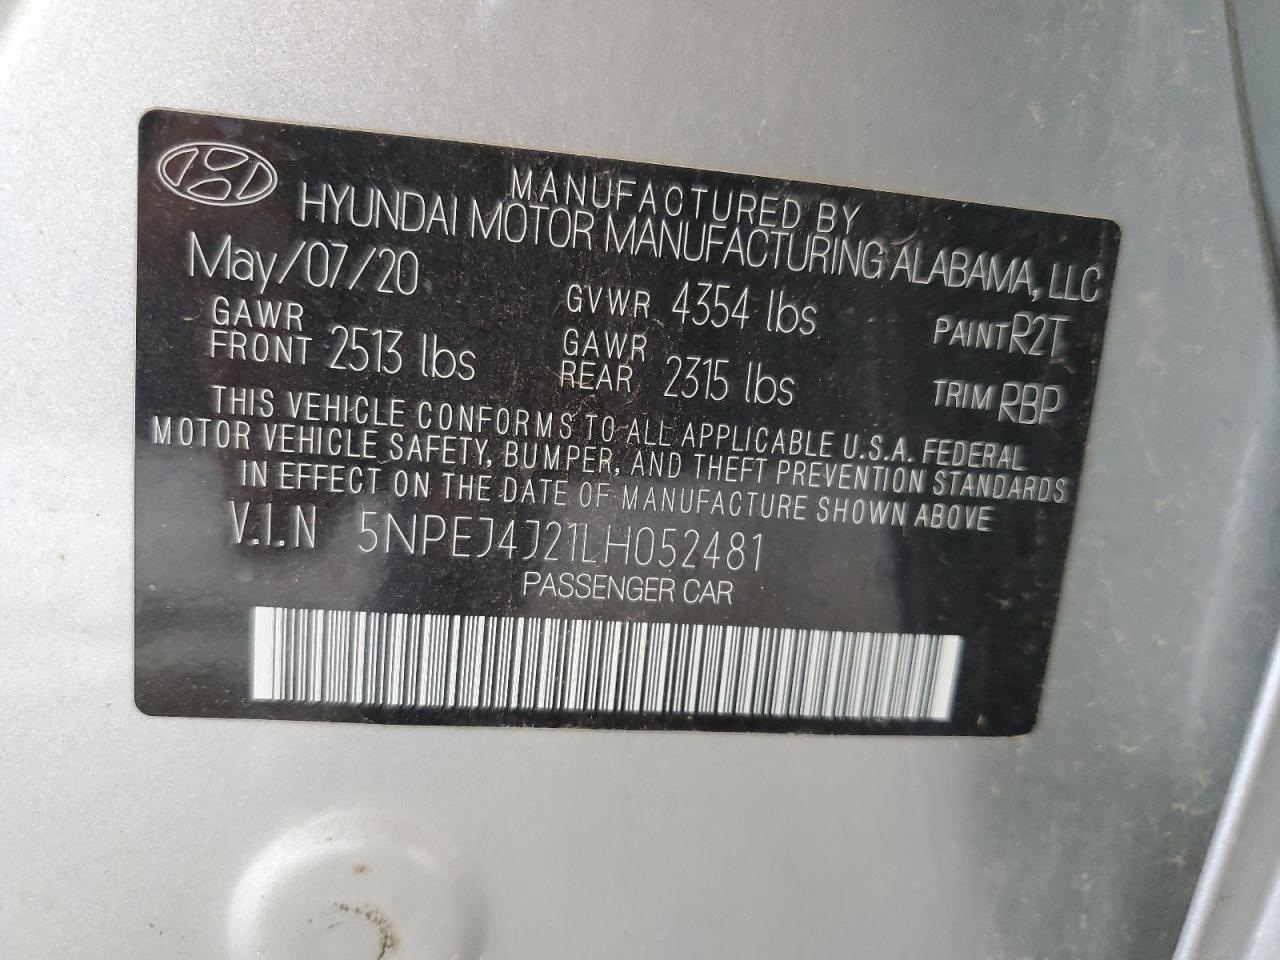 MANUFACTURED BY
HYUNDAI MOTOR MANUFACTURING ALABAMA, LLC
May/07/20 GVWR 4354 lbs PAINT R2T
GAWR FRONT 2513 lbs GAWR REAR 2315 lbs TRIM RBP
THIS VEHICLE CONFORMS TO ALL APPLICABLE U.S.A. FEDERAL
MOTOR VEHICLE SAFETY, BUMPER, AND THEFT PREVENTION STANDARDS
IN EFFECT ON THE DATE OF MANUFACTURE SHOWN ABOVE
V.I.N 5NPEJ4J21LH052481
PASSENGER CAR